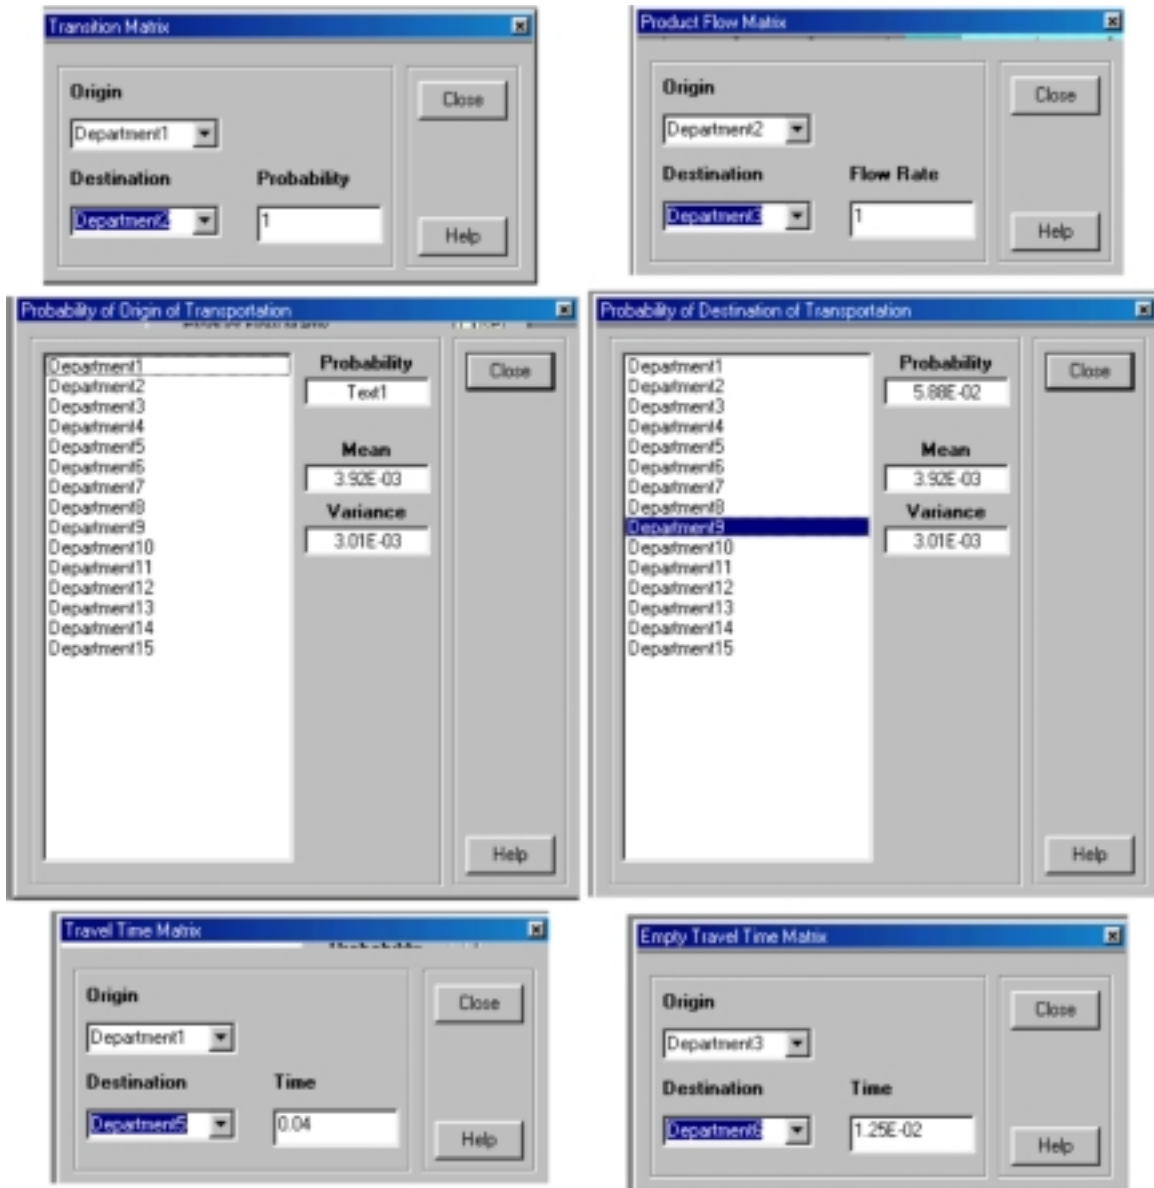 Transition Matrix
Origin
Close
Department1
Destination Probability
Department2 1
Help
Product Flow Matrix
Origin
Close
Department2
Destination Flow Rate
Department3 1
Help
Probability of Origin of Transportation
Department1
Department2
Department3
Department4
Department5
Department6
Department7
Department8
Department9
Department10
Department11
Department12
Department13
Department14
Department15
Probability
Text1
Mean
3.92E-03
Variance
3.01E-03
Close
Help
Probability of Destination of Transportation
Department1
Department2
Department3
Department4
Department5
Department6
Department7
Department8
Department9
Department10
Department11
Department12
Department13
Department14
Department15
Probability
5.88E-02
Mean
3.92E-03
Variance
3.01E-03
Close
Help
Travel Time Matrix
Probability
Origin
Close
Department1
Destination Time
Department5 0.04
Help
Empty Travel Time Matrix
Origin
Close
Department3
Destination Time
Department6 1.25E-02
Help